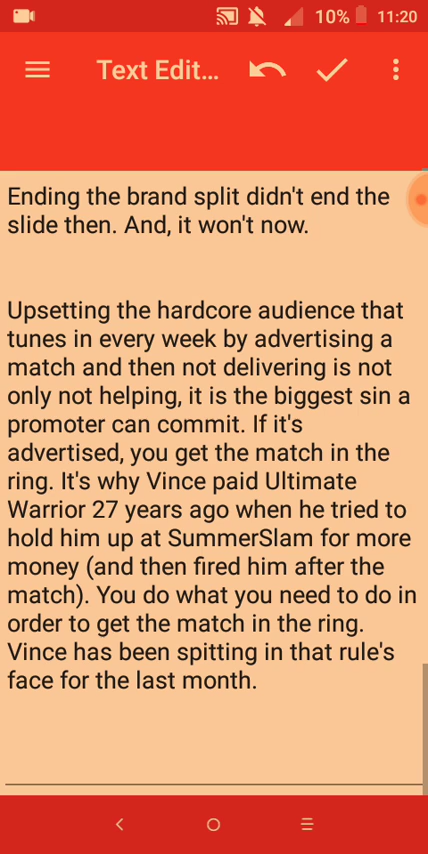 10% 11:20
Text Edit...
Ending the brand split didn't end the
slide then. And, it won't now.
Upsetting the hardcore audience that
tunes in every week by advertising a
match and then not delivering is not
only not helping, it is the biggest sin a
promoter can commit. If it's
advertised, you get the match in the
ring. It's why Vince paid Ultimate
Warrior 27 years ago when he tried to
hold him up at SummerSlam for more
money (and then fired him after the
match). You do what you need to do in
order to get the match in the ring.
Vince has been spitting in that rule's
face for the last month.